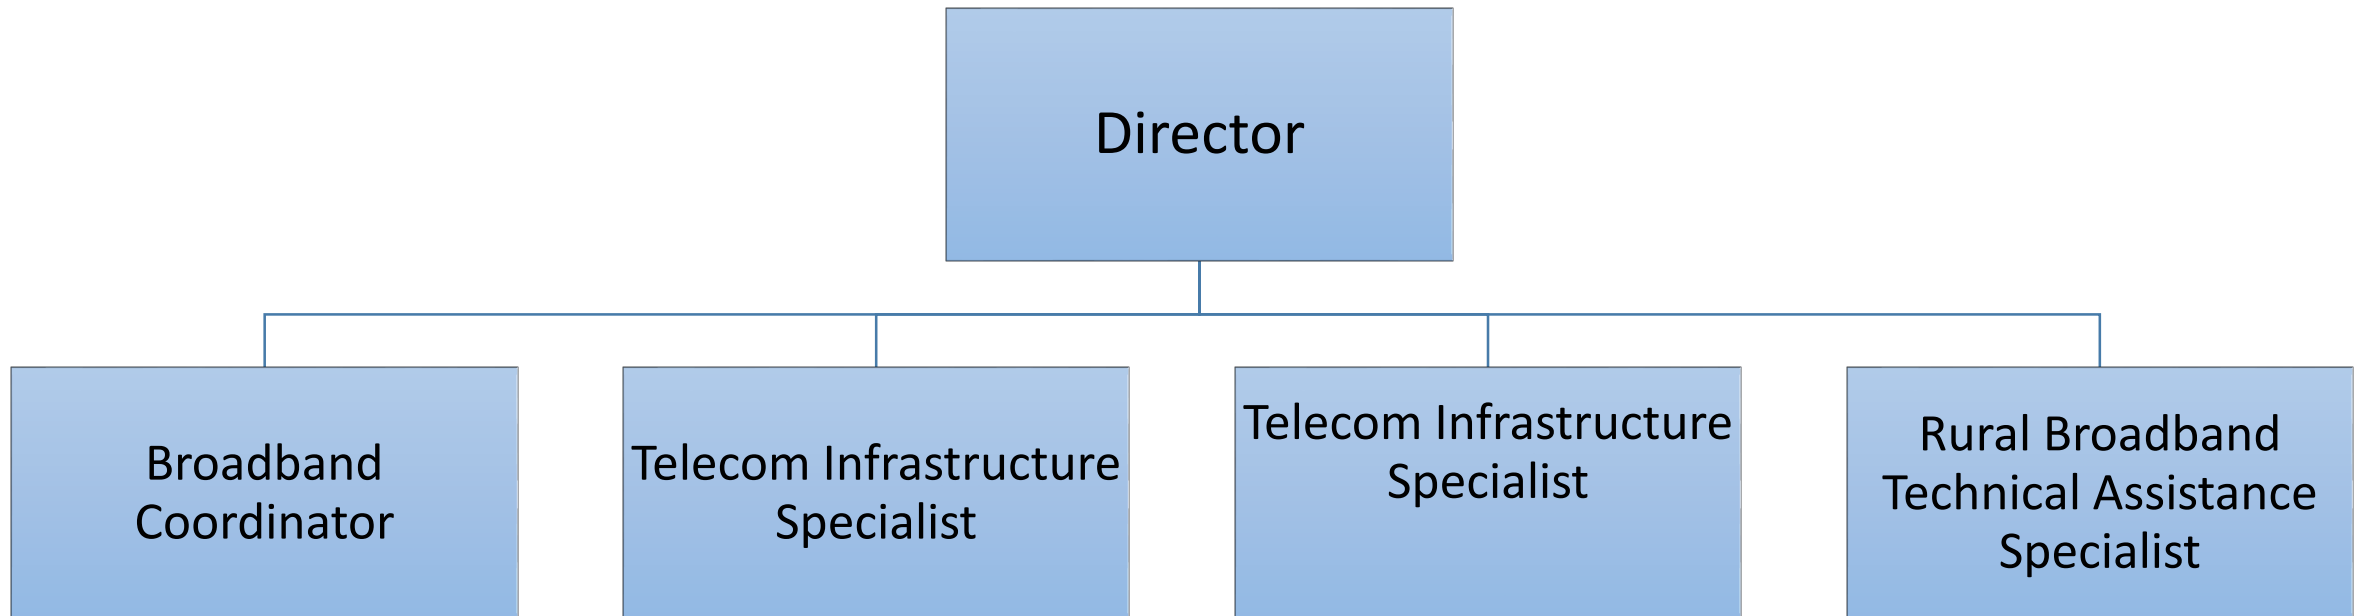 Director
Broadband
Coordinator
Telecom Infrastructure
Specialist
Telecom Infrastructure
Specialist
Rural Broadband
Technical Assistance
Specialist